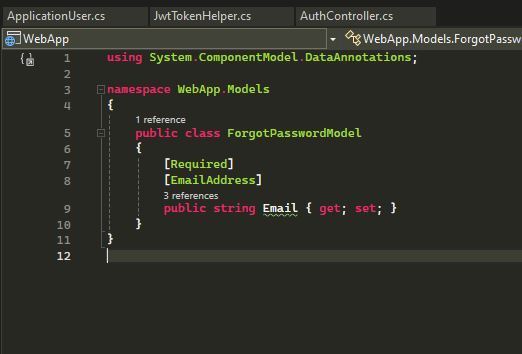 ApplicationUser.cs JwtTokenHelper.cs AuthController.cs
WebApp WebApp.Models.ForgotPassw
1 using System.ComponentModel.DataAnnotations;
2
3 namespace WebApp.Models
4 {
1 reference
5 public class ForgotPasswordModel
6 {
7 [Required]
8 [EmailAddress]
3 references
9 public string Email { get; set; }
10 }
11 }
12